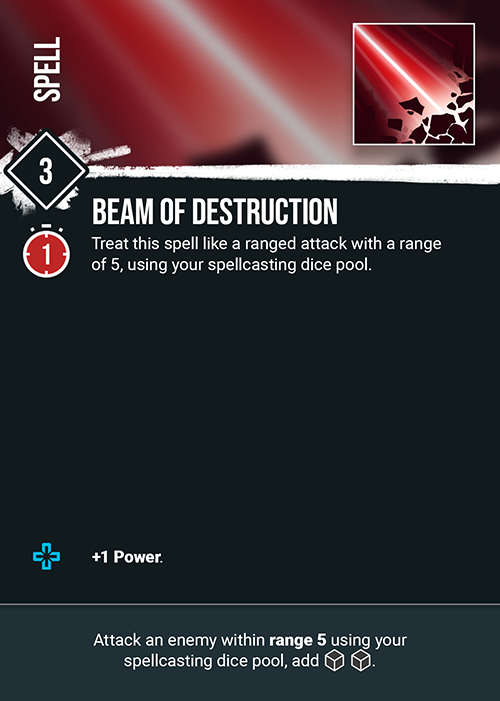 SPELL
3
BEAM OF DESTRUCTION
1
Treat this spell like a ranged attack with a range
of 5, using your spellcasting dice pool.
+1 Power.
Attack an enemy within range 5 using your
spellcasting dice pool, add .